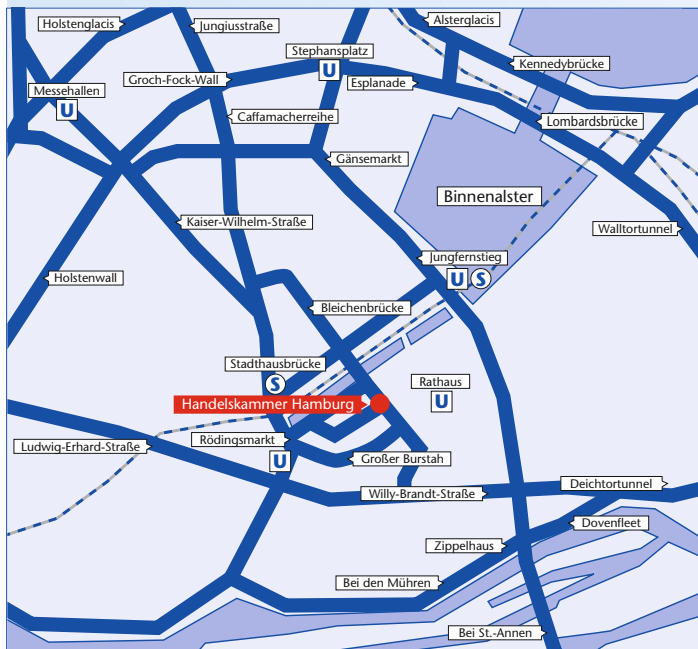 Holstenglacis
Jungiusstraße
Alsterglacis
Stephansplatz
U
Kennedybrücke
Messehallen
U
Groch-Fock-Wall
Esplanade
Caffamacherreihe
Lombardsbrücke
Gänsemarkt
Binnenalster
Kaiser-Wilhelm-Straße
Walltortunnel
Jungfernstieg
U S
Holstenwall
Bleichenbrücke
Stadthausbrücke
S
Rathaus
U
Handelskammer Hamburg
Rödingsmarkt
U
Ludwig-Erhard-Straße
Großer Burstah
Deichtortunnel
Willy-Brandt-Straße
Dovenfleet
Zippelhaus
Bei den Mühren
Bei St.-Annen